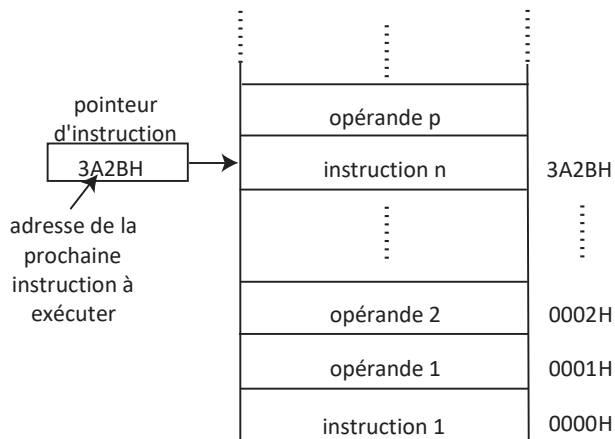 pointeur
d'instruction
3A2BH
adresse de la
prochaine
instruction à
exécuter
opérande p
instruction n 3A2BH
opérande 2 0002H
opérande 1 0001H
instruction 1 0000H